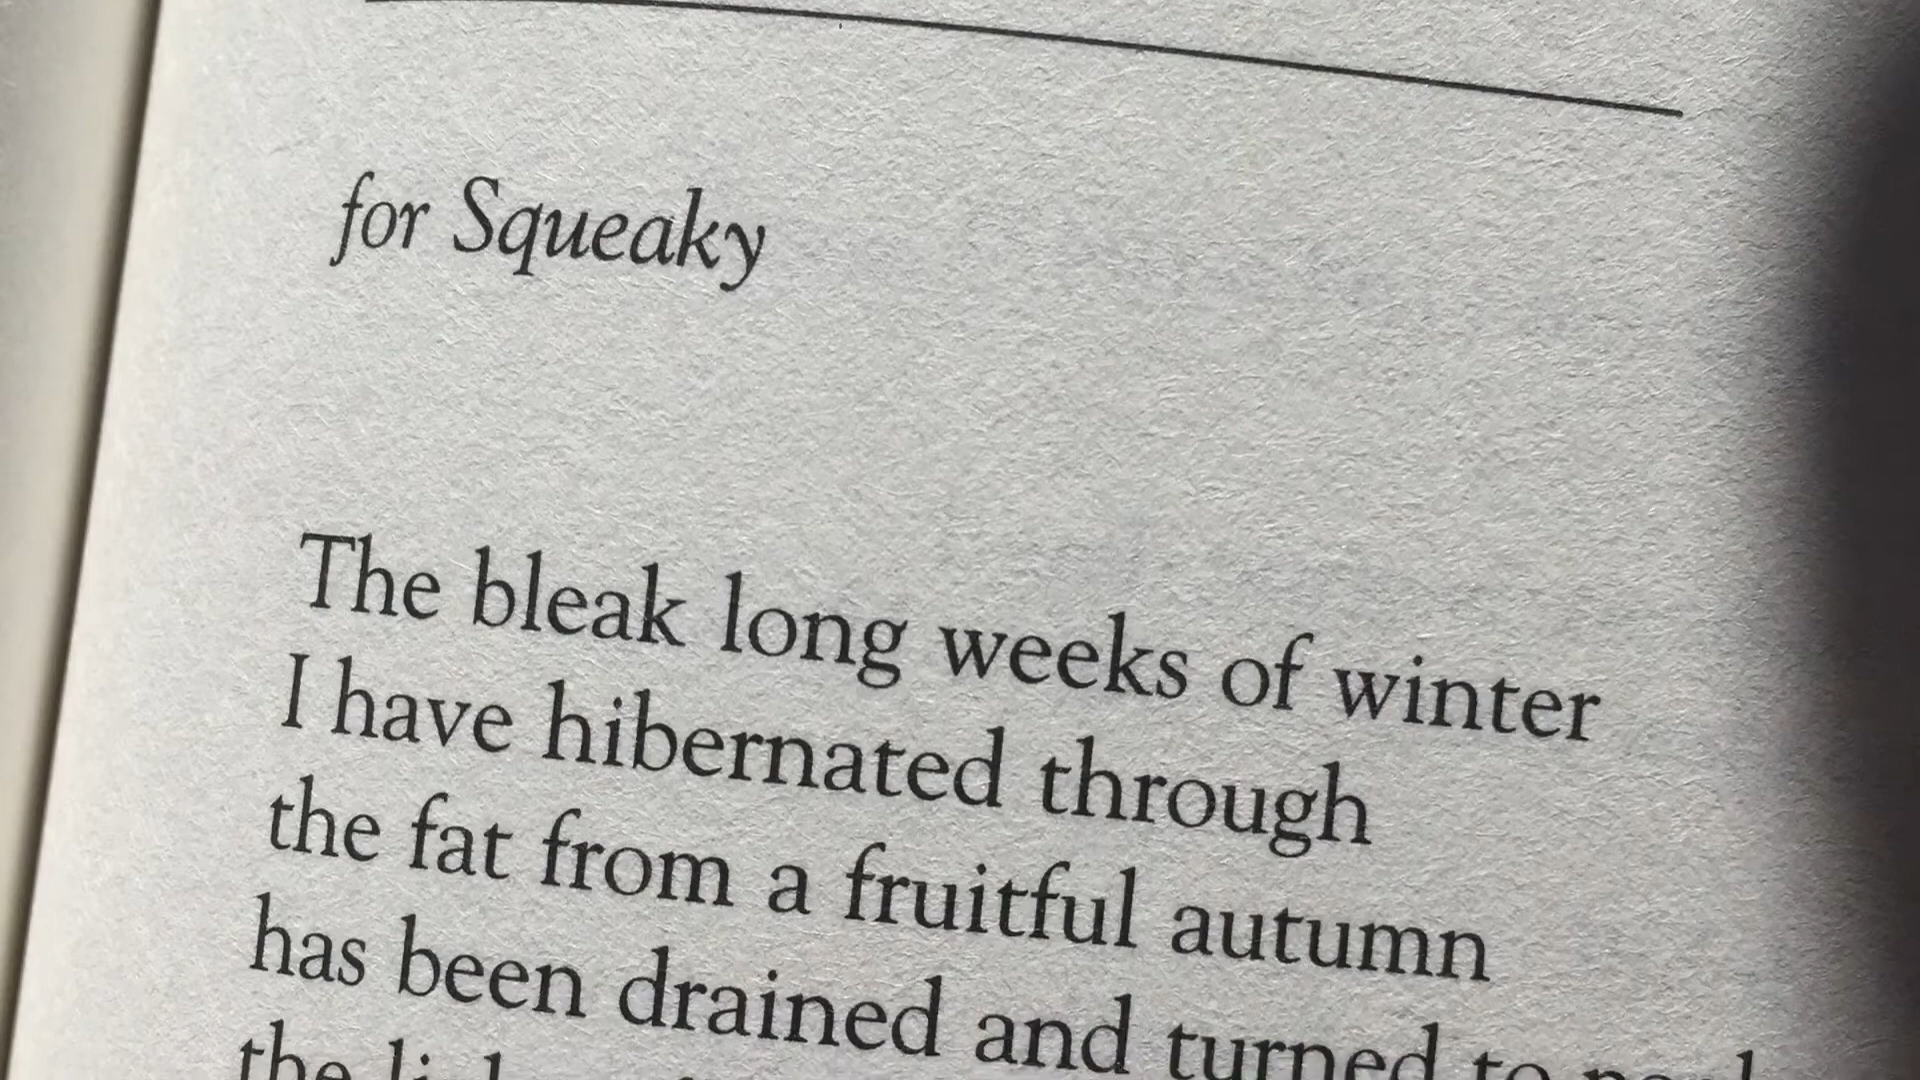 for Squeaky
The bleak long weeks of winter
I have hibernated through
the fat from a fruitful autumn
has been drained and turned to
the